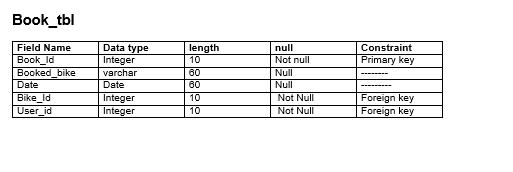 Book_tbl
Field Name Data type length null Constraint
Book_Id Integer 10 Not null Primary key
Booked_bike varchar 60 Null --------
Date Date 60 Null ---------
Bike_Id Integer 10 Not Null Foreign key
User_id Integer 10 Not Null Foreign key